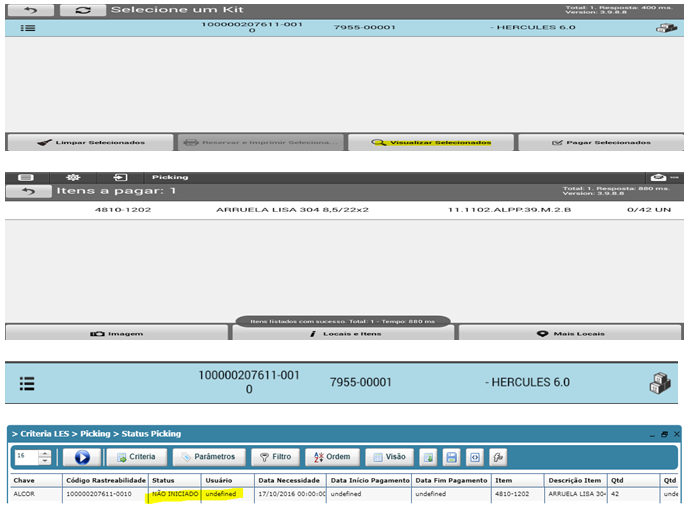 Selecione um Kit
Total: 1. Resposta: 400 ms.
Version: 3.9.8.8
100000207611-001
0
7955-00001
- HERCULES 6.0
Limpar Selecionados
Reservar e Imprimir Seleciona...
Visualizar Selecionados
Pagar Selecionados
Picking
Itens a pagar: 1
Total: 1. Resposta: 880 ms.
Version: 3.9.8.8
4810-1202
ARRUELA LISA 304 8,5/22x2
11.1102.ALPP.39.M.2.B
0/42 UN
Itens listados com sucesso. Total: 1 - Tempo: 880 ms
Imagem
Locais e Itens
Mais Locais
100000207611-001
0
7955-00001
- HERCULES 6.0
> Criteria LES > Picking > Status Picking
16
Criteria
Parâmetros
Filtro
Ordem
Visão
Chave
Código Rastreabilidade
Status
Usuário
Data Necessidade
Data Início Pagamento
Data Fim Pagamento
Item
Descrição Item
Qtd
Qtd
ALCOR
100000207611-0010
NÃO INICIADO
undefined
17/10/2016 00:00:00
undefined
undefined
4810-1202
ARRUELA LISA 30
42
unde